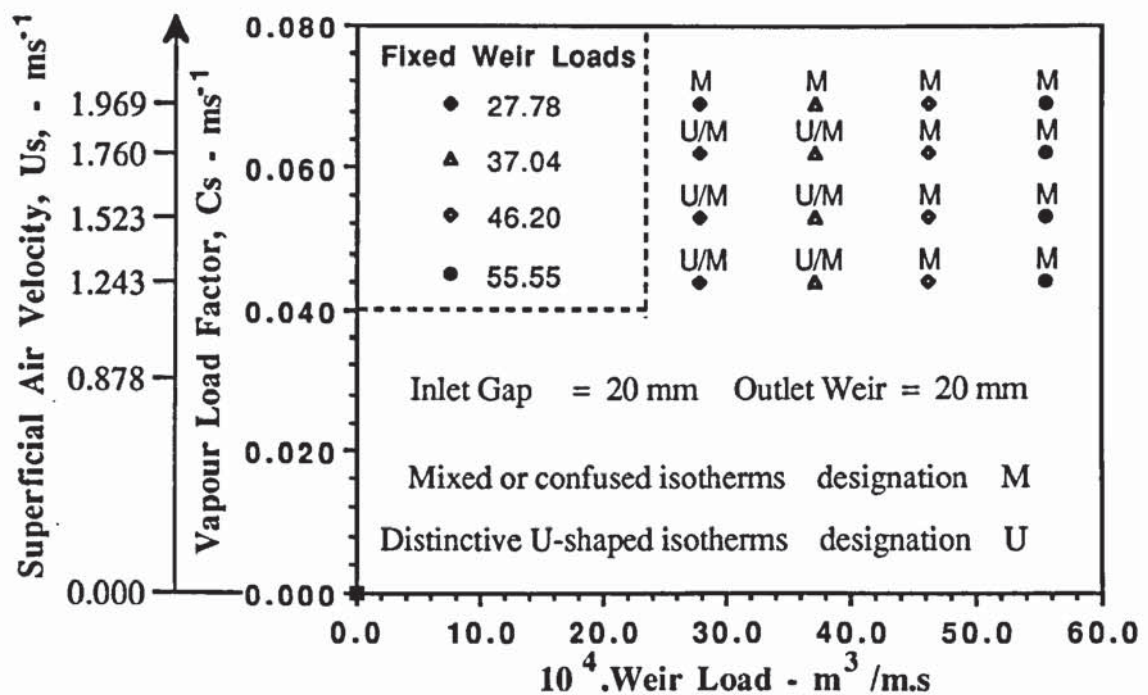 Superficial Air Velocity, Us, - ms⁻¹
1.969
1.760
1.523
1.243
0.878
0.000
Vapour Load Factor, Cs - ms⁻¹
0.080
0.060
0.040
0.020
0.000
Fixed Weir Loads
27.78
37.04
46.20
55.55
M M M M
U/M U/M M M
U/M U/M M M
U/M U/M M M
Inlet Gap = 20 mm Outlet Weir = 20 mm
Mixed or confused isotherms designation M
Distinctive U-shaped isotherms designation U
0.0 10.0 20.0 30.0 40.0 50.0 60.0
10⁴.Weir Load - m³/m.s